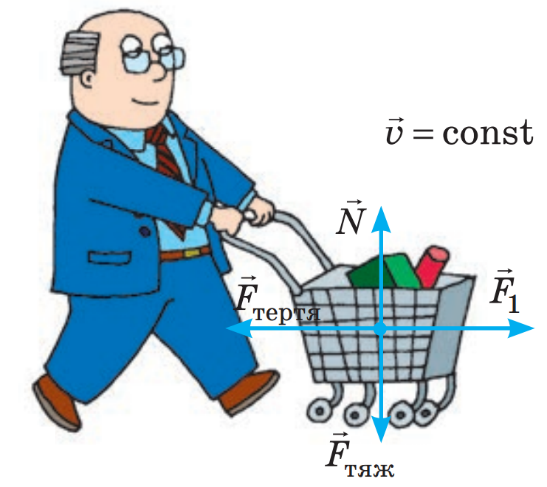 v⃗ = const
N⃗
F⃗тертя
F⃗1
F⃗тяж